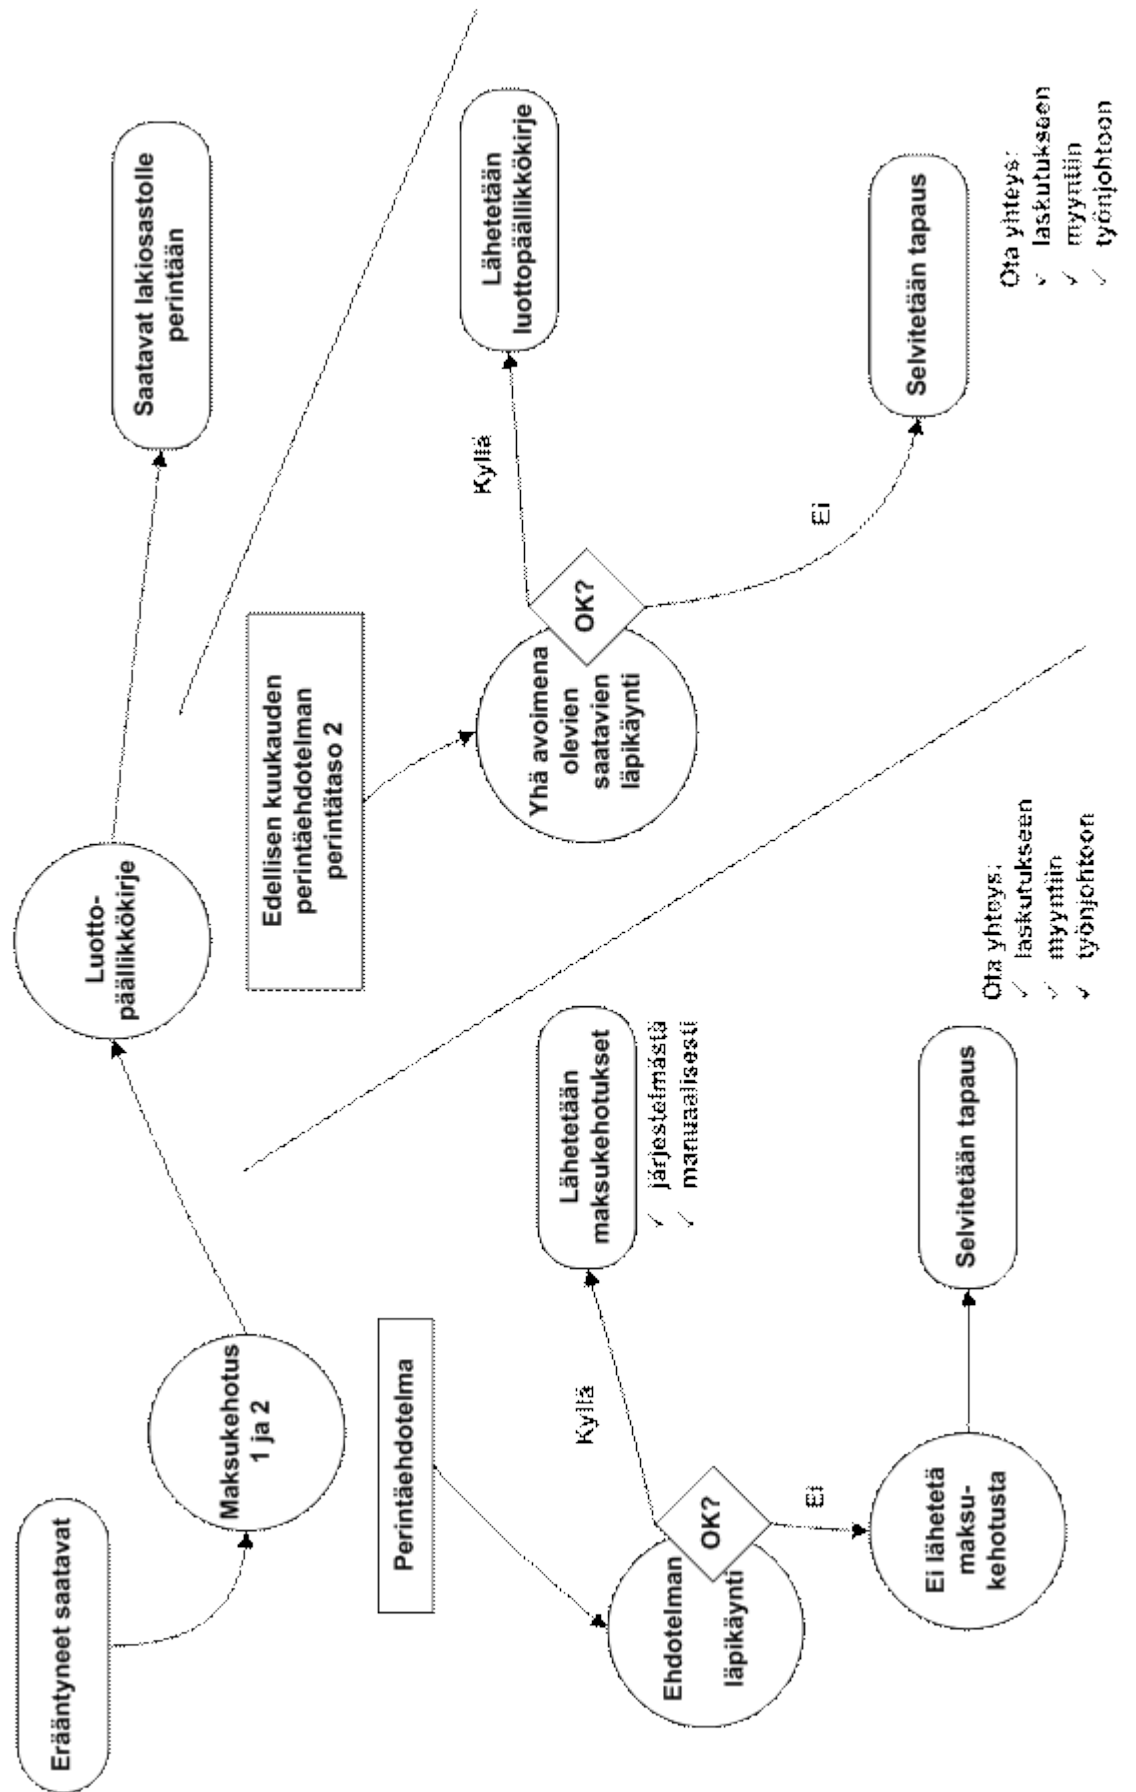 Erääntyneet saatavat
Maksukehotus
1 ja 2
Luotto-
päällikkökirje
Saatavat lakiosastolle
perintään
Perintäehdotelma
Ehdotelman
läpikäynti
OK?
Kyllä
Lähetetään
maksukehotukset
✓ järjestelmästä
✓ manuaalisesti
Ei
Ei lähetetä
maksu-
kehotusta
Selvitetään tapaus
Ota yhteys:
✓ laskutukseen
✓ myyntiin
✓ työnjohtoon
Edellisen kuukauden
perintäehdotelman
perintätaso 2
Yhä avoimena
olevien
saatavien
läpikäynti
OK?
Kyllä
Lähetetään
luottopäällikkökirje
Ei
Selvitetään tapaus
Ota yhteys:
✓ laskutukseen
✓ myyntiin
✓ työnjohtoon